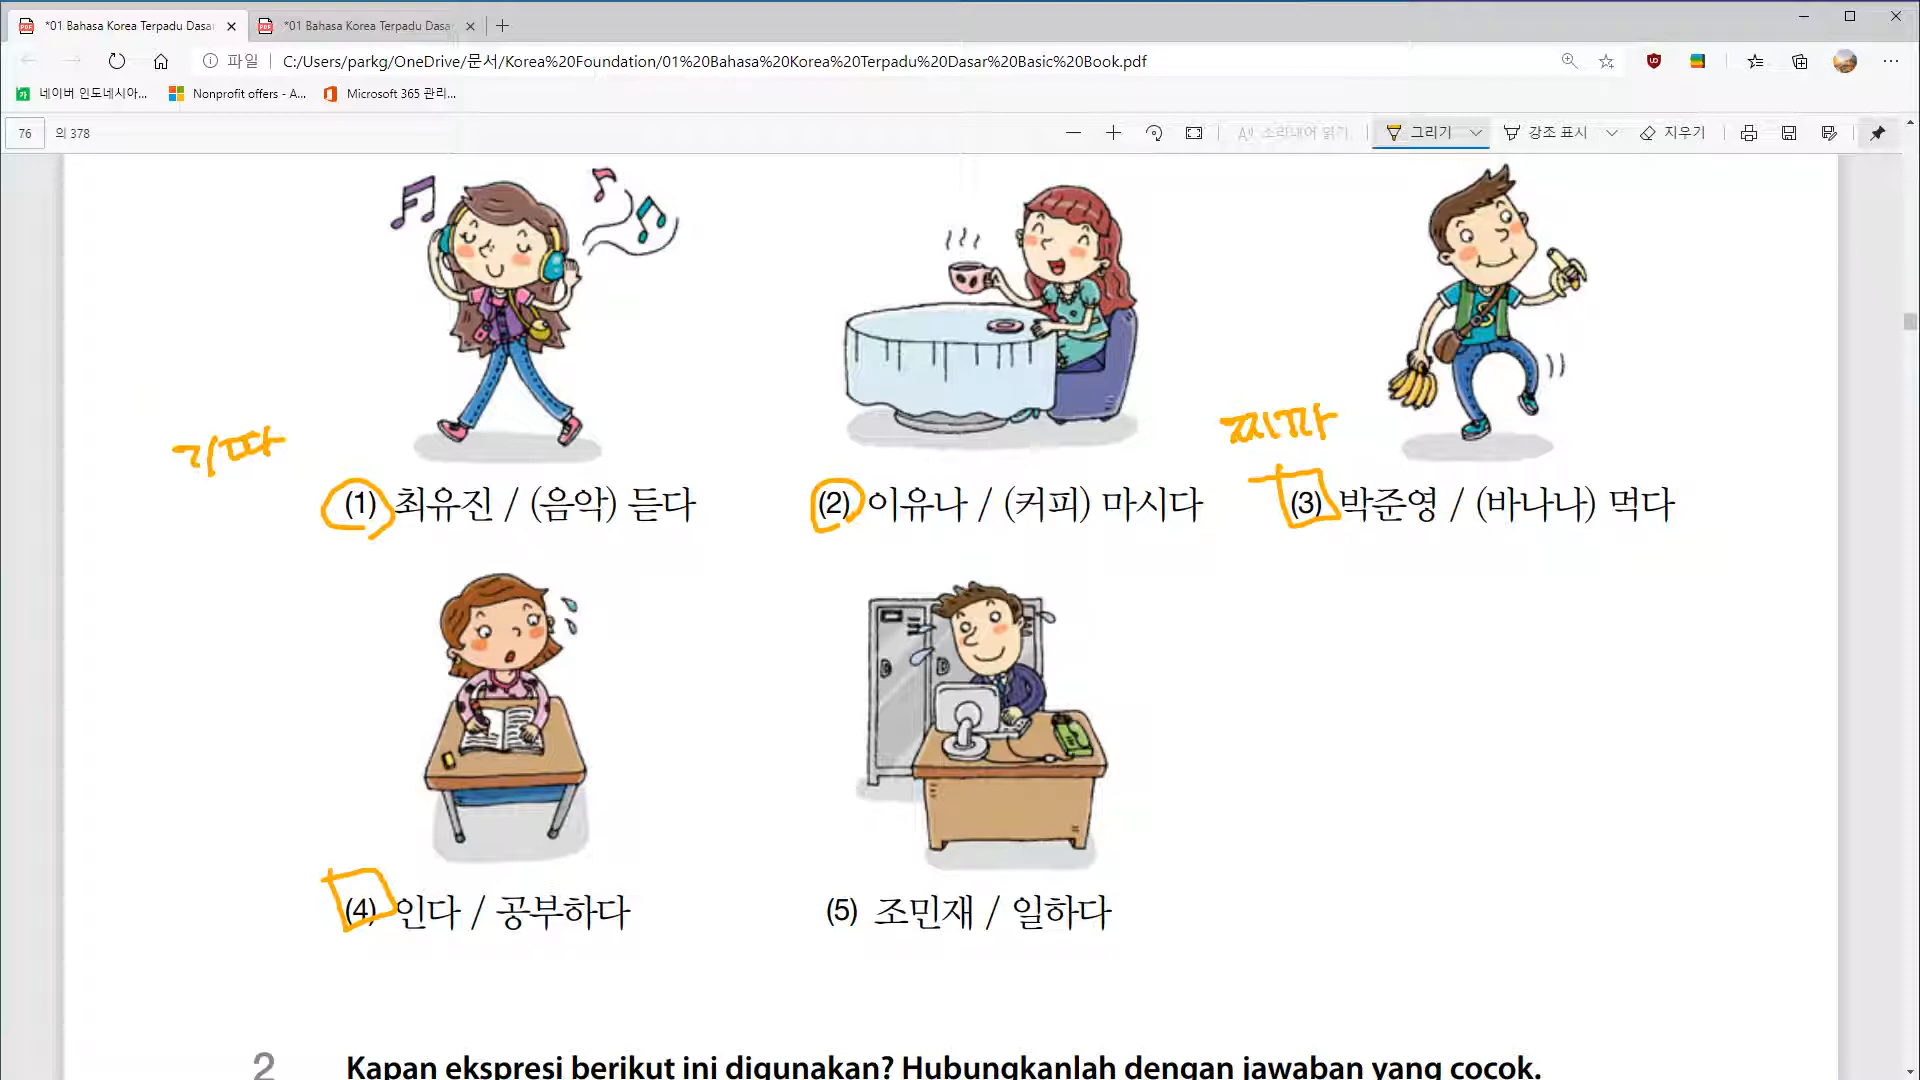 *01 Bahasa Korea Terpadu Dasa
*01 Bahasa Korea Terpadu Dasa
파일
C:/Users/parkg/OneDrive/문서/Korea%20Foundation/01%20Bahasa%20Korea%20Terpadu%20Dasar%20Basic%20Book.pdf
네이버 인도네시아...
Nonprofit offers - A...
Microsoft 365 관리...
76 의 378
소리내어 읽기
그리기
강조 표시
지우기
(1) 최유진 / (음악) 듣다
(2) 이유나 / (커피) 마시다
(3) 박준영 / (바나나) 먹다
(4) 인다 / 공부하다
(5) 조민재 / 일하다
2 Kapan ekspresi berikut ini digunakan? Hubungkanlah dengan jawaban yang cocok.